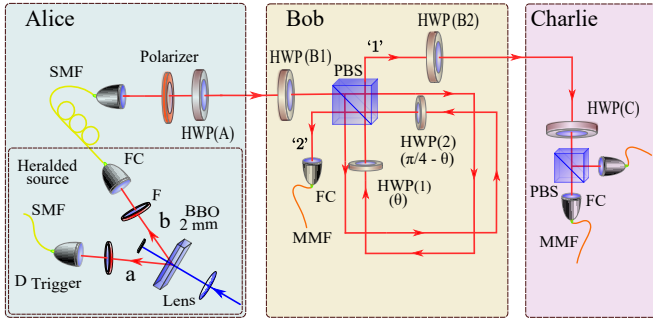 Alice
Polarizer
SMF
HWP(A)
Heralded
source
FC
SMF
F
b
BBO
2 mm
a
D Trigger
Lens
Bob
HWP(B1)
PBS
'1'
HWP(B2)
'2'
HWP(2)
(π/4 - θ)
HWP(1)
(θ)
FC
MMF
Charlie
HWP(C)
PBS
FC
MMF